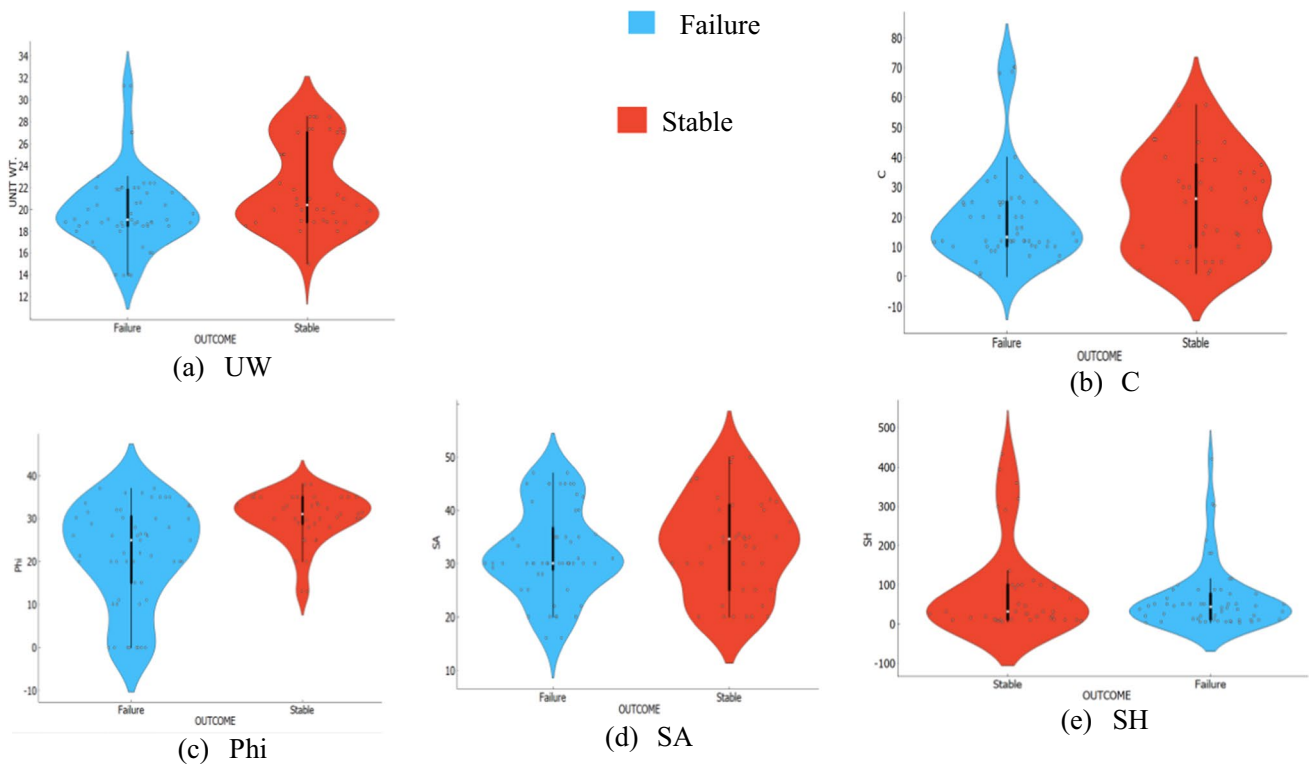 Failure
Stable
UNIT WT.
34
32
30
28
26
24
22
20
18
16
14
12
Failure
Stable
OUTCOME
(a) UW
C
80
70
60
50
40
30
20
10
0
-10
Failure
Stable
OUTCOME
(b) C
Phi
40
30
20
10
0
-10
Failure
Stable
OUTCOME
(c) Phi
SA
50
40
30
20
10
Failure
Stable
OUTCOME
(d) SA
SH
500
400
300
200
100
0
-100
Stable
Failure
OUTCOME
(e) SH